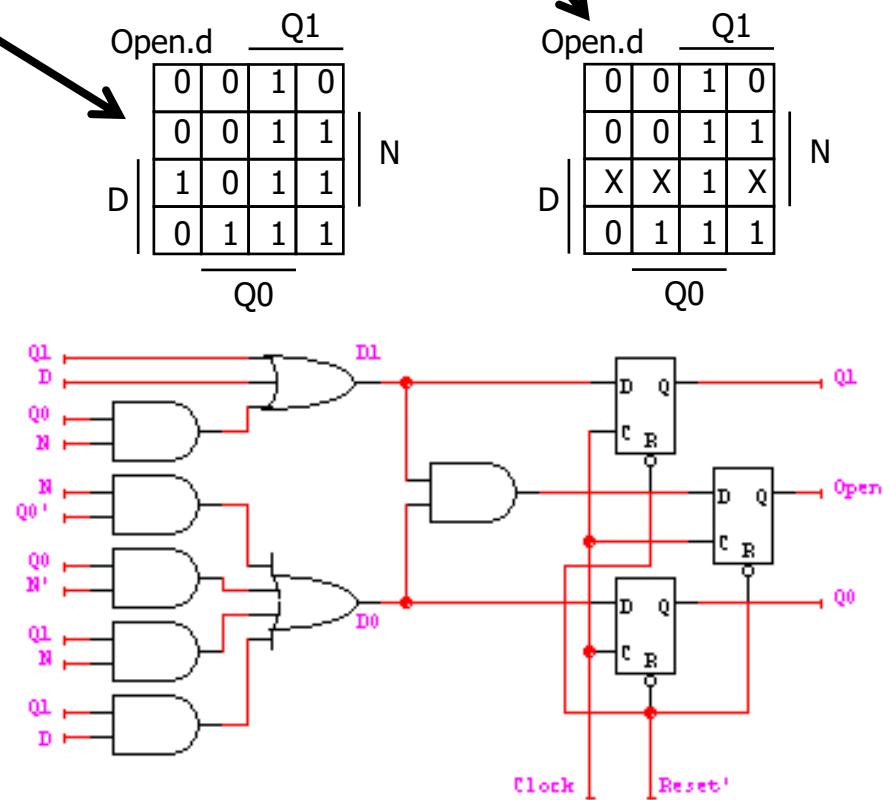 Open.d Q1
0 0 1 0
0 0 1 1
N
D
1 0 1 1
0 1 1 1
Q0
Open.d Q1
0 0 1 0
0 0 1 1
N
D
X X 1 X
0 1 1 1
Q0
Q1
D
Q0
N
N
Q0'
Q0
N'
Q1
N
Q1
D
D1
D0
D Q
C
R
Q1
D Q
C
R
Open
D Q
C
R
Q0
Clock
Reset'